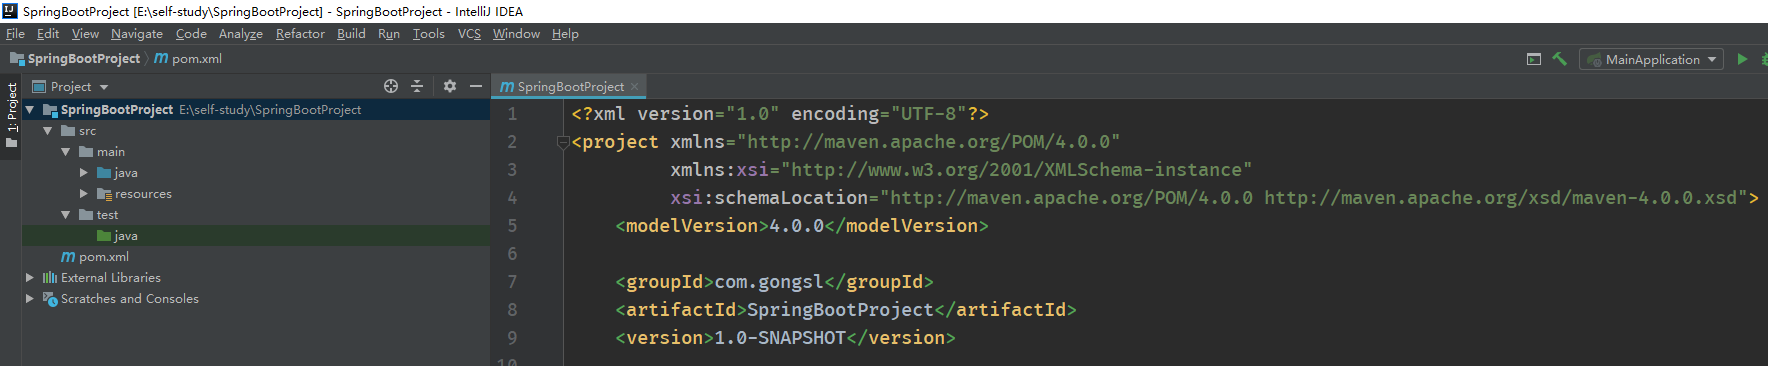 SpringBootProject [E:\self-study\SpringBootProject] - SpringBootProject - IntelliJ IDEA
File Edit View Navigate Code Analyze Refactor Build Run Tools VCS Window Help
SpringBootProject pom.xml MainApplication
1: Project
Project
SpringBootProject E:\self-study\SpringBootProject
src
main
java
resources
test
java
pom.xml
External Libraries
Scratches and Consoles
SpringBootProject
1 <?xml version="1.0" encoding="UTF-8"?>
2 <project xmlns="http://maven.apache.org/POM/4.0.0"
3 xmlns:xsi="http://www.w3.org/2001/XMLSchema-instance"
4 xsi:schemaLocation="http://maven.apache.org/POM/4.0.0 http://maven.apache.org/xsd/maven-4.0.0.xsd">
5 <modelVersion>4.0.0</modelVersion>
6
7 <groupId>com.gongsl</groupId>
8 <artifactId>SpringBootProject</artifactId>
9 <version>1.0-SNAPSHOT</version>
10